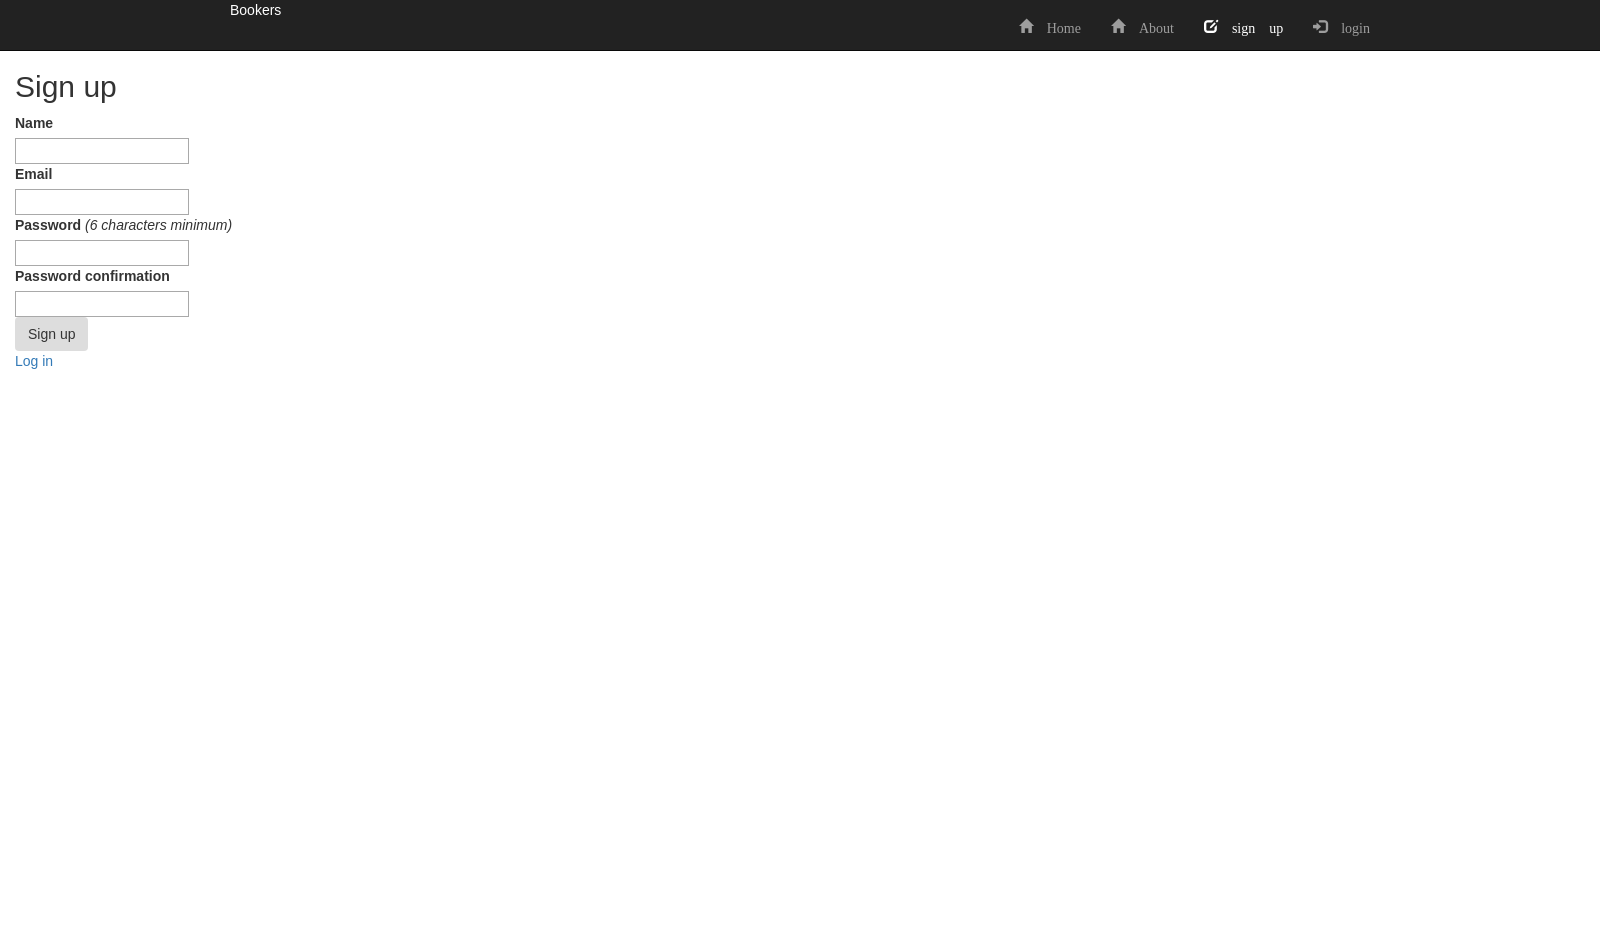 Bookers
Home About sign up login
Sign up
Name
Email
Password (6 characters minimum)
Password confirmation
Sign up
Log in